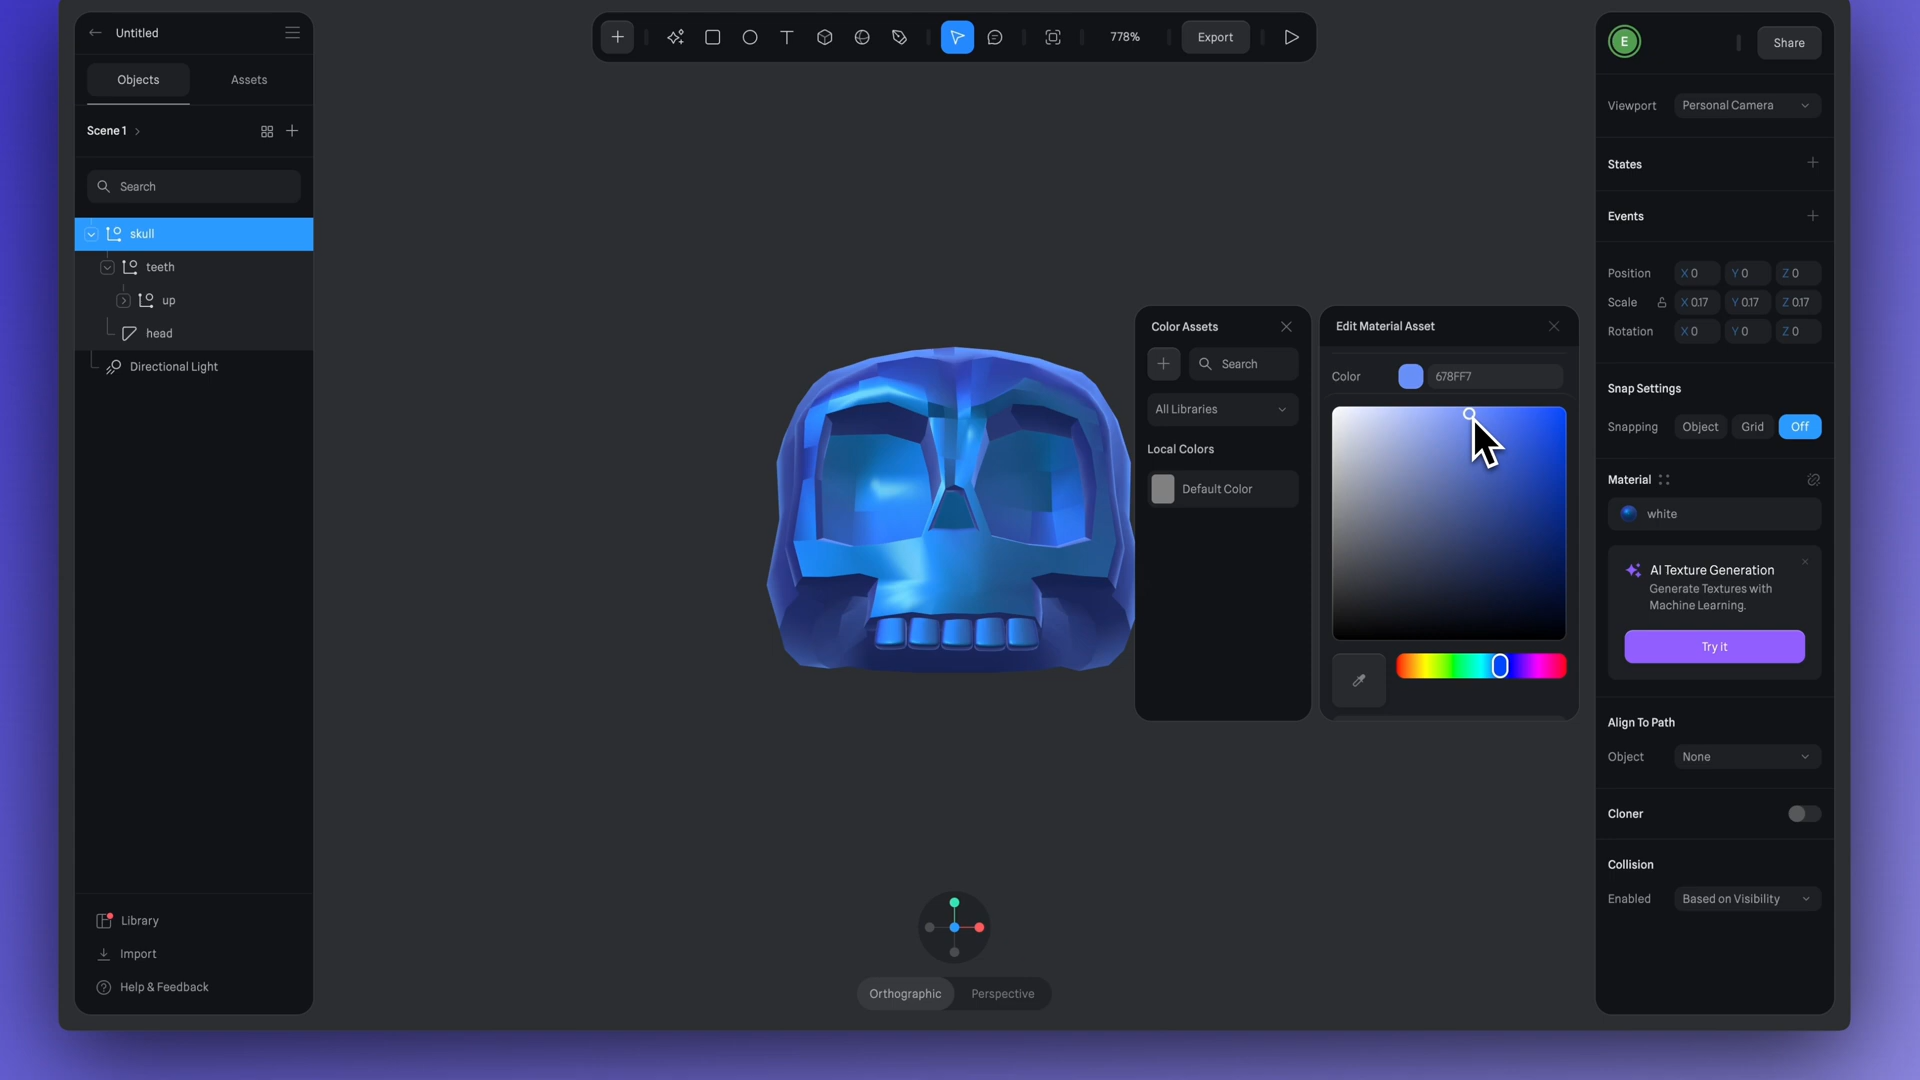 Untitled
Objects
Assets
Scene 1
Search
skull
teeth
up
head
Directional Light
Library
Import
Help & Feedback
T
778%
Export
Color Assets
Search
All Libraries
Local Colors
Default Color
Edit Material Asset
Color
678FF7
Orthographic
Perspective
E
Share
Viewport
Personal Camera
States
Events
Position X 0 Y 0 Z 0
Scale X 0.17 Y 0.17 Z 0.17
Rotation X 0 Y 0 Z 0
Snap Settings
Snapping Object Grid Off
Material
white
AI Texture Generation
Generate Textures with
Machine Learning.
Try it
Align To Path
Object None
Cloner
Collision
Enabled Based on Visibility